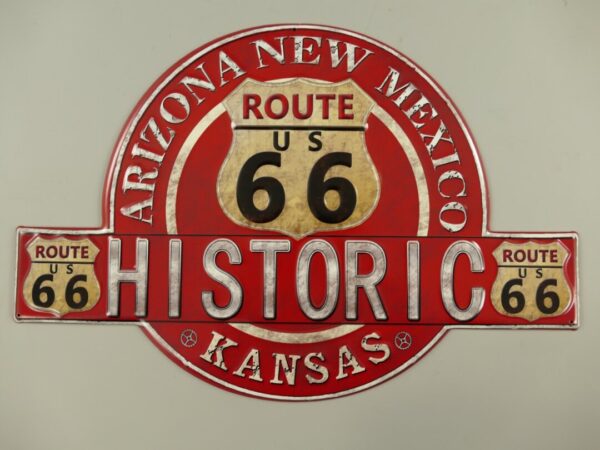 ARIZONA NEW MEXICO
ROUTE
US
66
ROUTE
US
66
HISTORIC
ROUTE
US
66
KANSAS